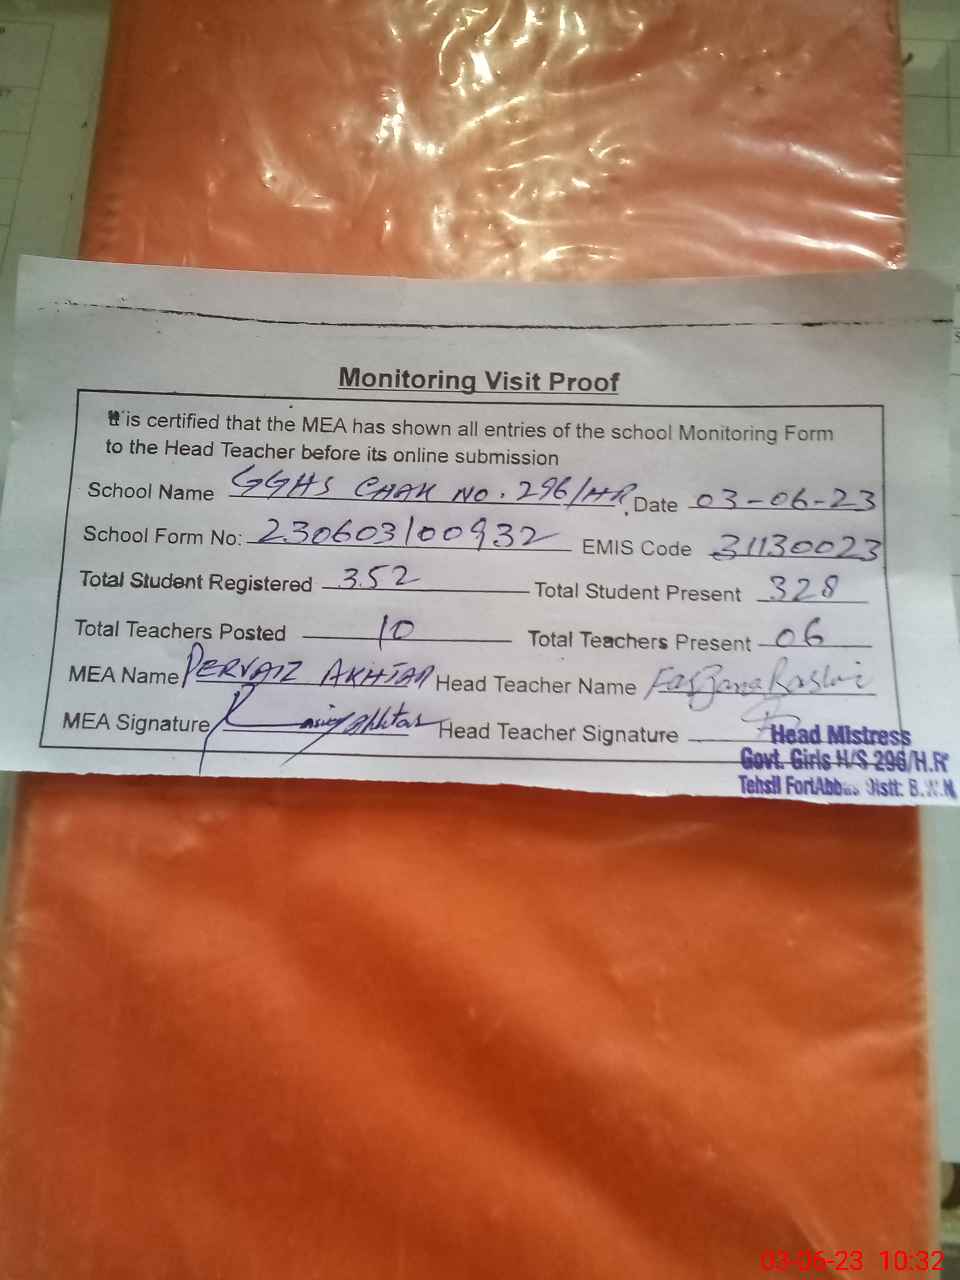 Monitoring Visit Proof
It is certified that the MEA has shown all entries of the school Monitoring Form
to the Head Teacher before its online submission
School Name GGHS CHAK NO. 296/HR Date 03-06-23
School Form No: 230603100932 EMIS Code 31130023
Total Student Registered 352 Total Student Present 328
Total Teachers Posted 10 Total Teachers Present 06
MEA Name PERVAIZ AKHTAR Head Teacher Name Farzana
MEA Signature Head Teacher Signature
Head Mistress
Govt. Girls H/S 296/H.R
Tehsil FortAbbas Distt: B.W.N
03-06-23 10:32